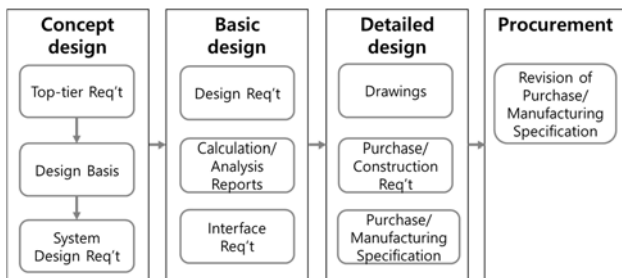 Concept
design
Top-tier Req't
Design Basis
System
Design Req't
Basic
design
Design Req't
Calculation/
Analysis
Reports
Interface
Req't
Detailed
design
Drawings
Purchase/
Construction
Req't
Purchase/
Manufacturing
Specification
Procurement
Revision of
Purchase/
Manufacturing
Specification